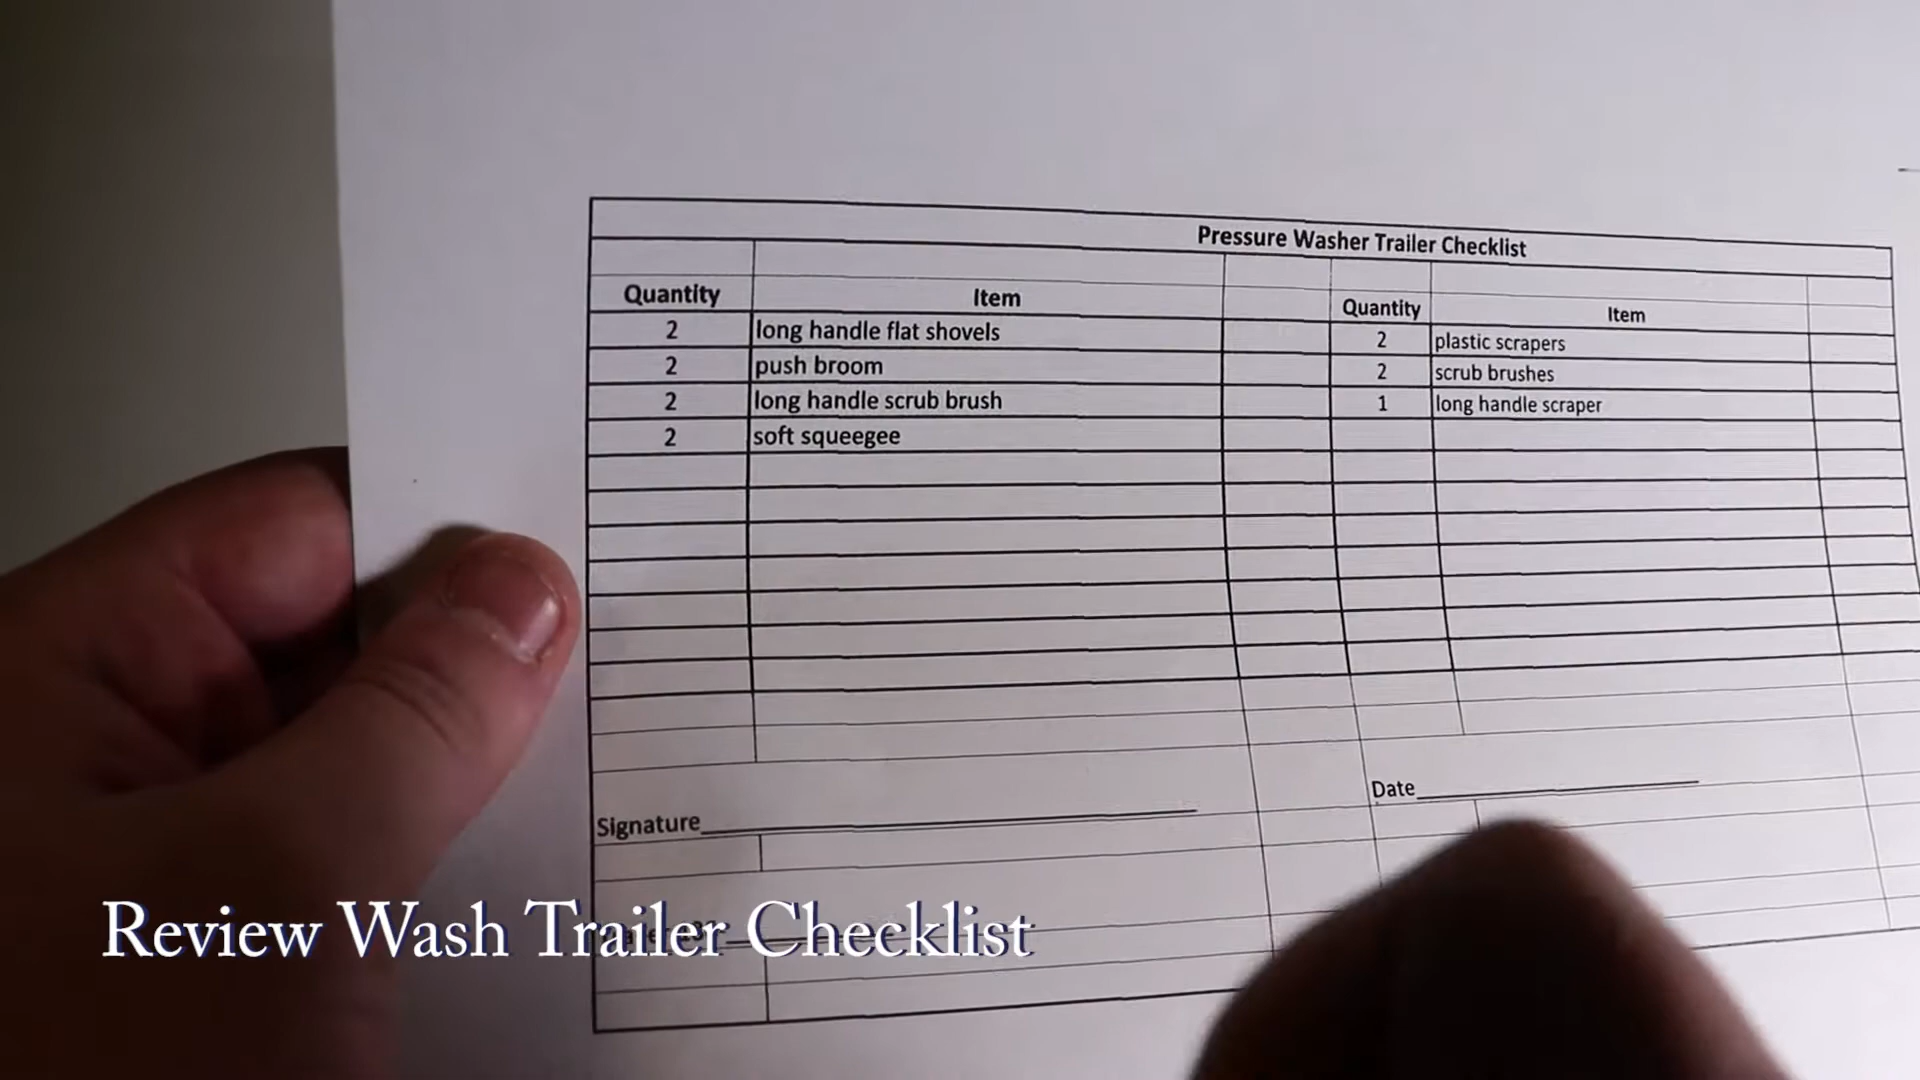 Pressure Washer Trailer Checklist
Quantity Item Quantity Item
2 long handle flat shovels 2 plastic scrapers
2 push broom 2 scrub brushes
2 long handle scrub brush 1 long handle scraper
2 soft squeegee
Date
Signature
Review Wash Trailer Checklist